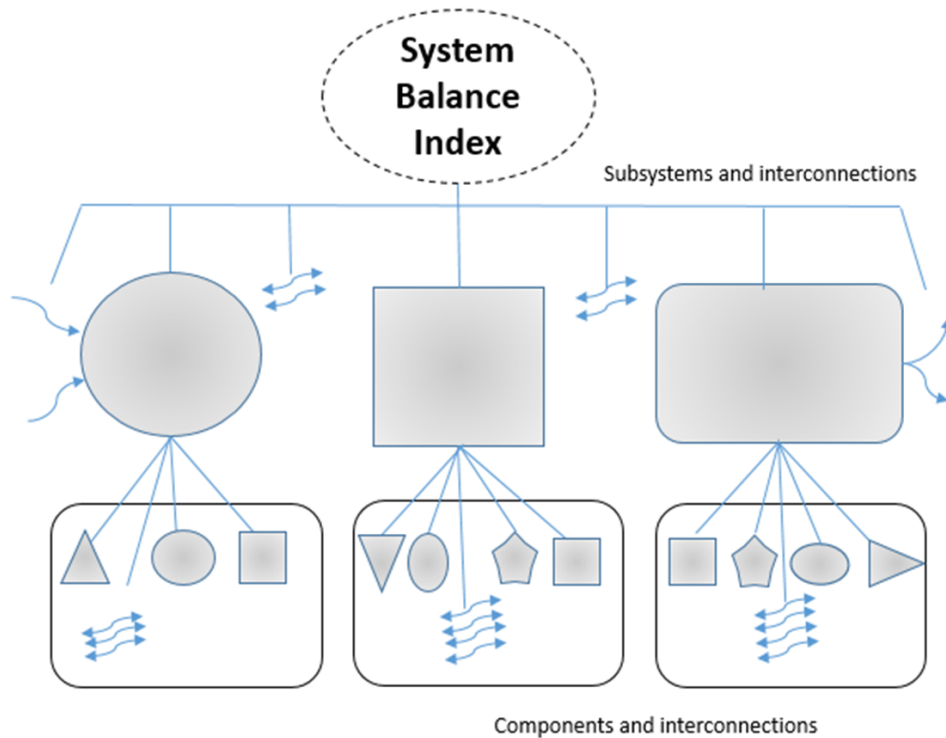 System
Balance
Index
Subsystems and interconnections
Components and interconnections